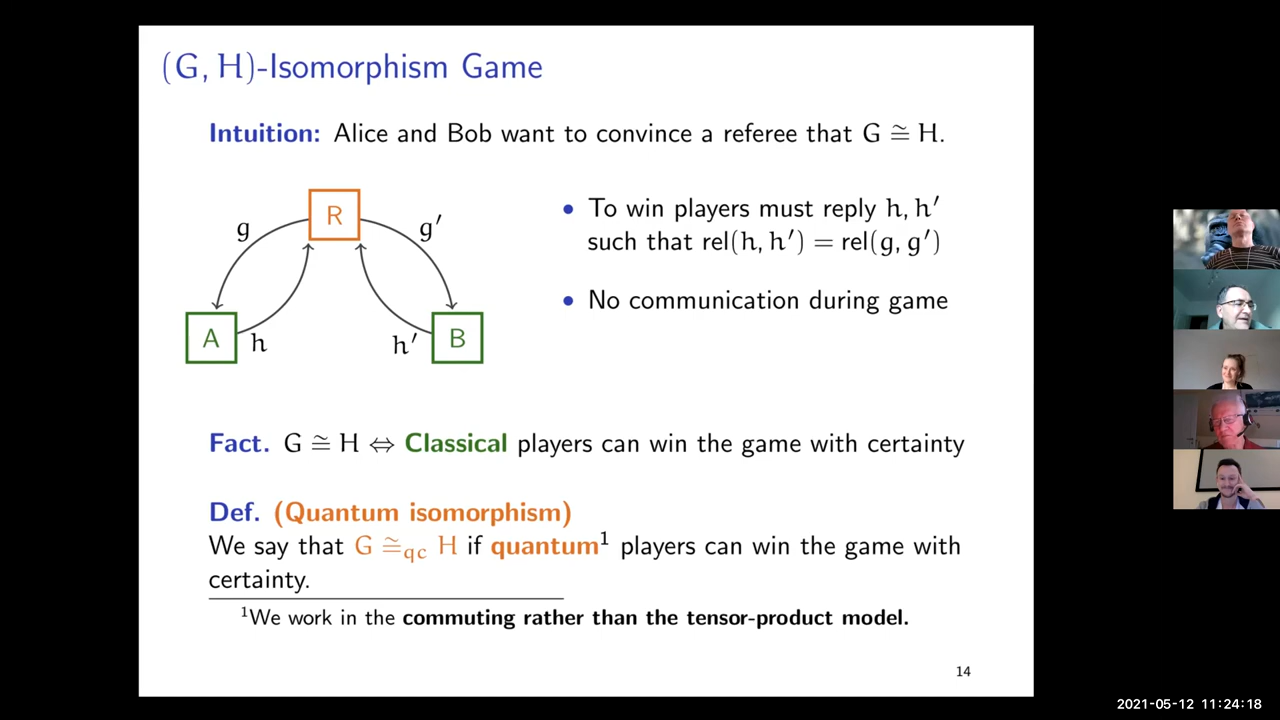 (G, H)-Isomorphism Game
Intuition: Alice and Bob want to convince a referee that G ≅ H.
R
g
g′
A
h
h′
B
• To win players must reply h, h′
such that rel(h, h′) = rel(g, g′)
• No communication during game
Fact. G ≅ H ⇔ Classical players can win the game with certainty
Def. (Quantum isomorphism)
We say that G ≅qc H if quantum¹ players can win the game with
certainty.
¹We work in the commuting rather than the tensor-product model.
14
2021-05-12 11:24:18